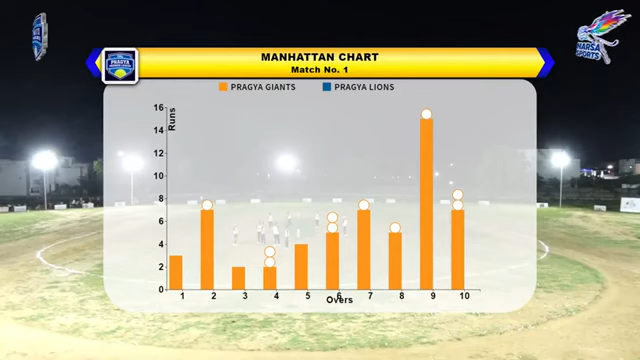 MANHATTAN CHART
Match No. 1
PRAGYA
NARSA
SPORTS
PRAGYA GIANTS PRAGYA LIONS
Runs
16
14
12
10
8
6
4
2
0
1 2 3 4 5 6 7 8 9 10
Overs